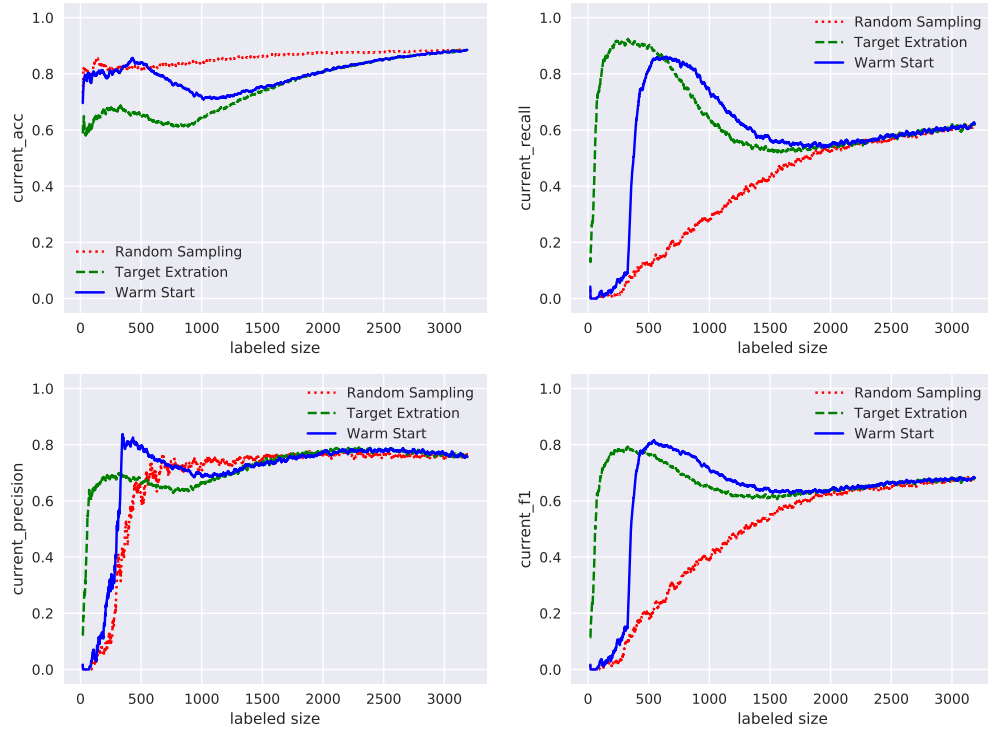 1.0
0.8
0.6
0.4
0.2
0.0
current_acc
Random Sampling
Target Extration
Warm Start
0 500 1000 1500 2000 2500 3000
labeled size
1.0
0.8
0.6
0.4
0.2
0.0
current_recall
Random Sampling
Target Extration
Warm Start
0 500 1000 1500 2000 2500 3000
labeled size
1.0
0.8
0.6
0.4
0.2
0.0
current_precision
Random Sampling
Target Extration
Warm Start
0 500 1000 1500 2000 2500 3000
labeled size
1.0
0.8
0.6
0.4
0.2
0.0
current_f1
Random Sampling
Target Extration
Warm Start
0 500 1000 1500 2000 2500 3000
labeled size